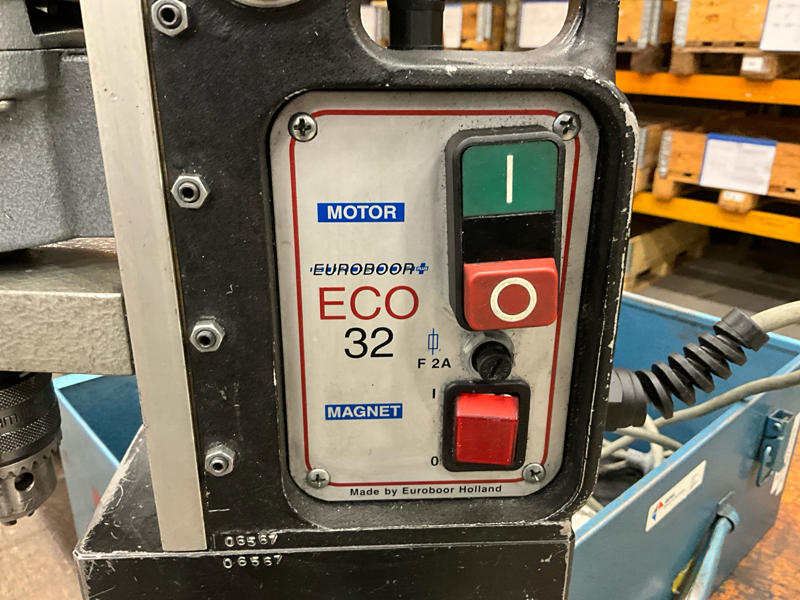 I
MOTOR
EUROBOOR+
ECO
O
32
F 2A
I
MAGNET
0
Made by Euroboor Holland
06567
06567